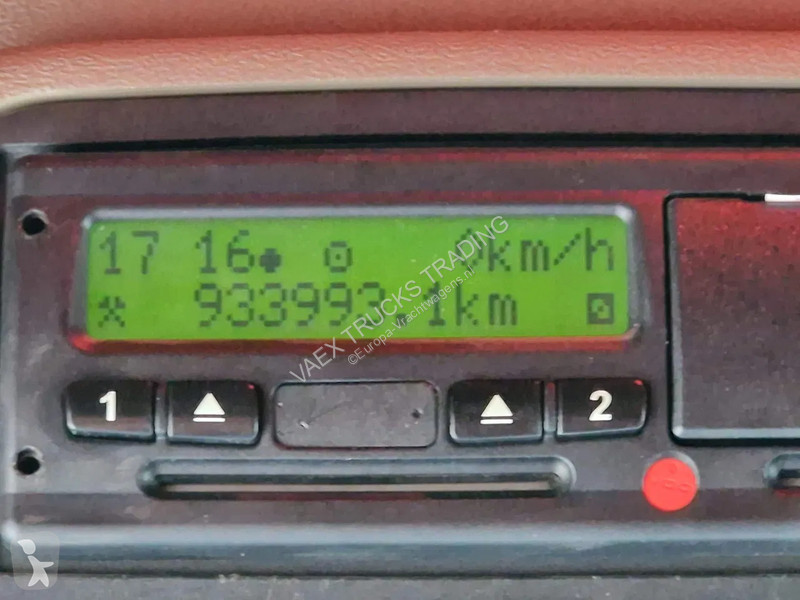 17 16 0km/h
933993.1km
VAEX TRUCKS TRADING
©Europa-Vrachtwagens.nl
1
2